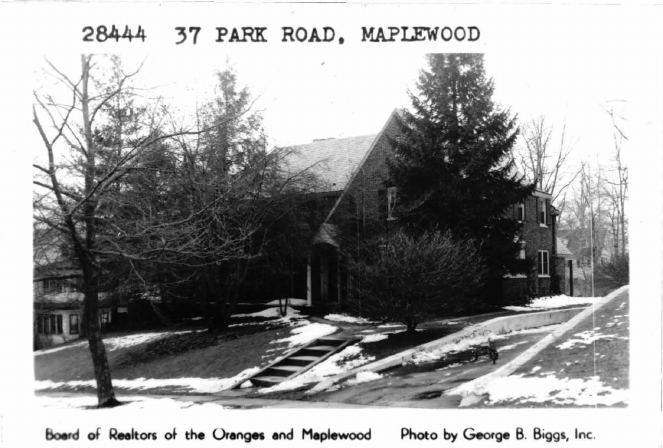 28444 37 PARK ROAD, MAPLEWOOD
Board of Realtors of the Oranges and Maplewood Photo by George B. Biggs, Inc.